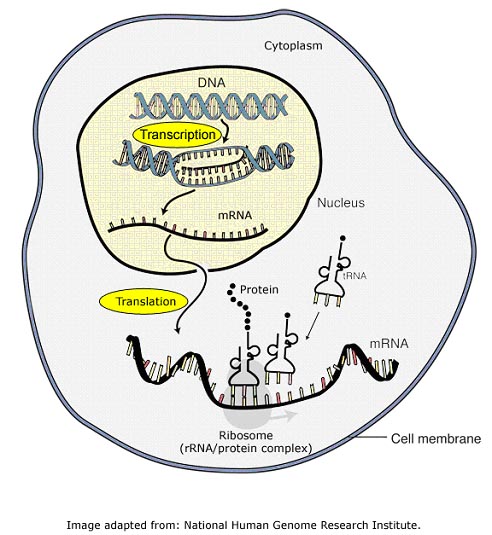 Cytoplasm
DNA
Transcription
mRNA
Nucleus
tRNA
Translation
Protein
mRNA
Ribosome
(rRNA/protein complex)
Cell membrane
Image adapted from: National Human Genome Research Institute.